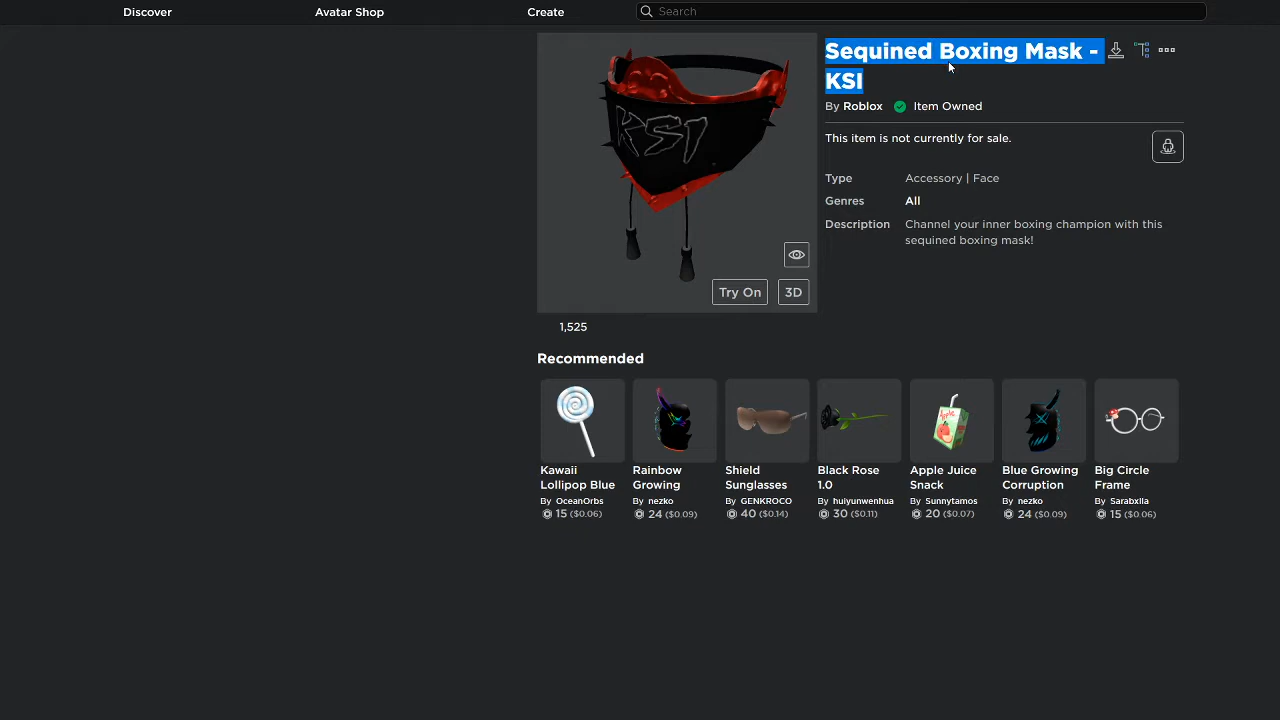 Discover
Avatar Shop
Create
Search
Sequined Boxing Mask -
KSI
By Roblox
Item Owned
This item is not currently for sale.
Type
Accessory | Face
Genres
All
Description
Channel your inner boxing champion with this
sequined boxing mask!
KSI
Try On
3D
1,525
Recommended
Kawaii
Lollipop Blue
By OceanOrbs
15 ($0.06)
Rainbow
Growing
By nezko
24 ($0.09)
Shield
Sunglasses
By GENKROCO
40 ($0.14)
Black Rose
1.0
By huiyunwenhua
30 ($0.11)
Apple Juice
Snack
By Sunnytamos
20 ($0.07)
Blue Growing
Corruption
By nezko
24 ($0.09)
Big Circle
Frame
By Sarabxlla
15 ($0.06)